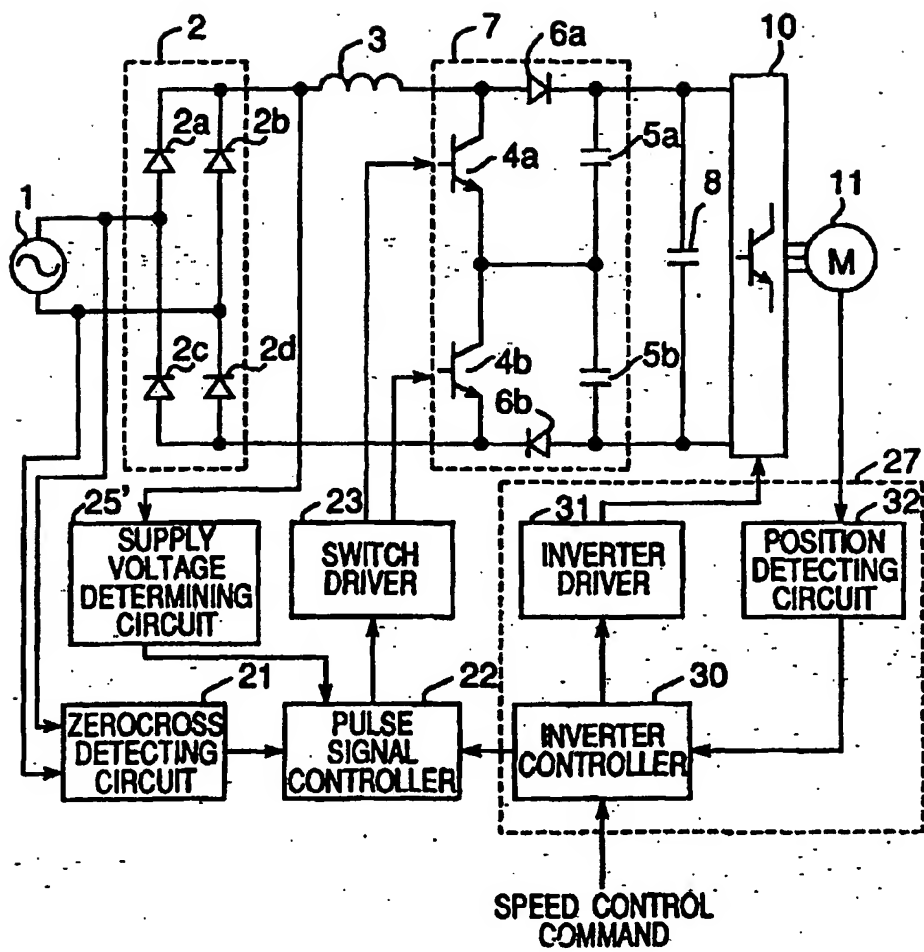 2
3
7
6a
10
2a
2b
4a
5a
1
8
11
M
2c
2d
4b
5b
6b
27
25'
23
31
32
SUPPLY
VOLTAGE
DETERMINING
CIRCUIT
SWITCH
DRIVER
INVERTER
DRIVER
POSITION
DETECTING
CIRCUIT
21
22
30
ZEROCROSS
DETECTING
CIRCUIT
PULSE
SIGNAL
CONTROLLER
INVERTER
CONTROLLER
SPEED CONTROL
COMMAND